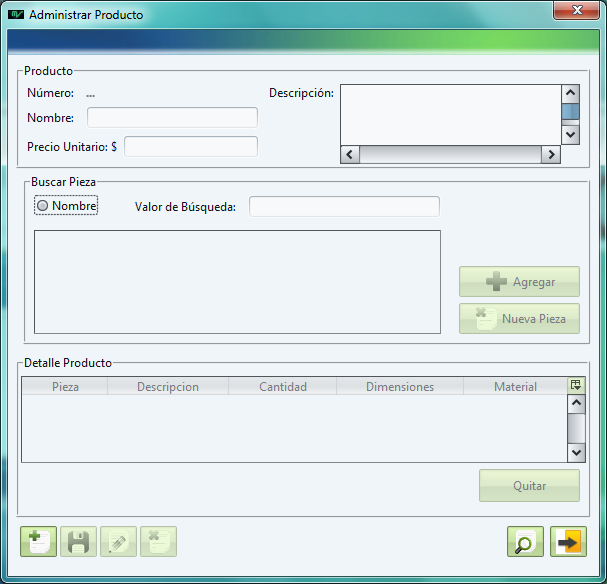 Administrar Producto
Producto
Número: ...
Descripción:
Nombre:
Precio Unitario: $
Buscar Pieza
Nombre
Valor de Búsqueda:
Agregar
Nueva Pieza
Detalle Producto
Pieza Descripcion Cantidad Dimensiones Material
Quitar